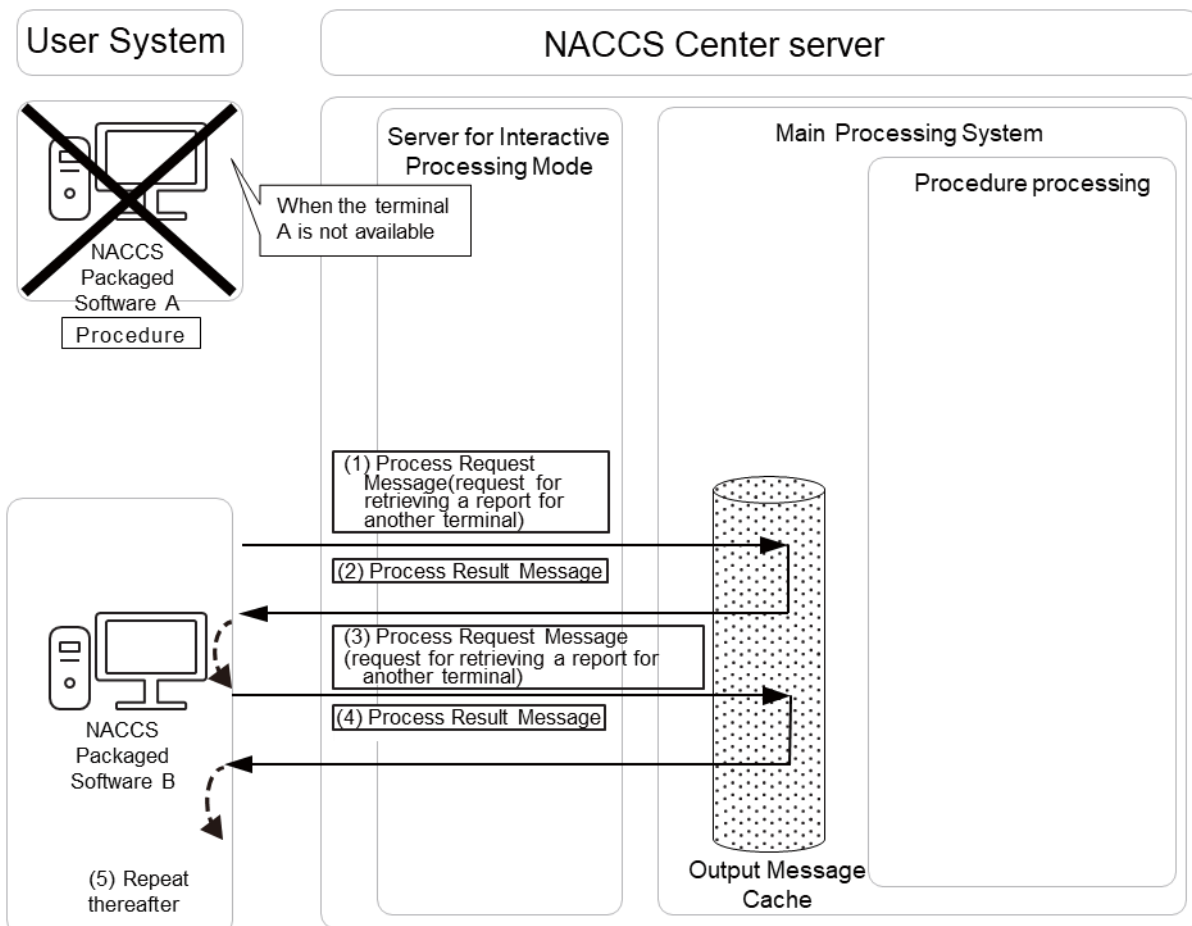 User System
NACCS Center server
Server for Interactive
Processing Mode
Main Processing System
Procedure processing
When the terminal
A is not available
NACCS
Packaged
Software A
Procedure
(1) Process Request
Message(request for
retrieving a report for
another terminal)
(2) Process Result Message
(3) Process Request Message
(request for retrieving a report for
another terminal)
(4) Process Result Message
NACCS
Packaged
Software B
(5) Repeat
thereafter
Output Message
Cache